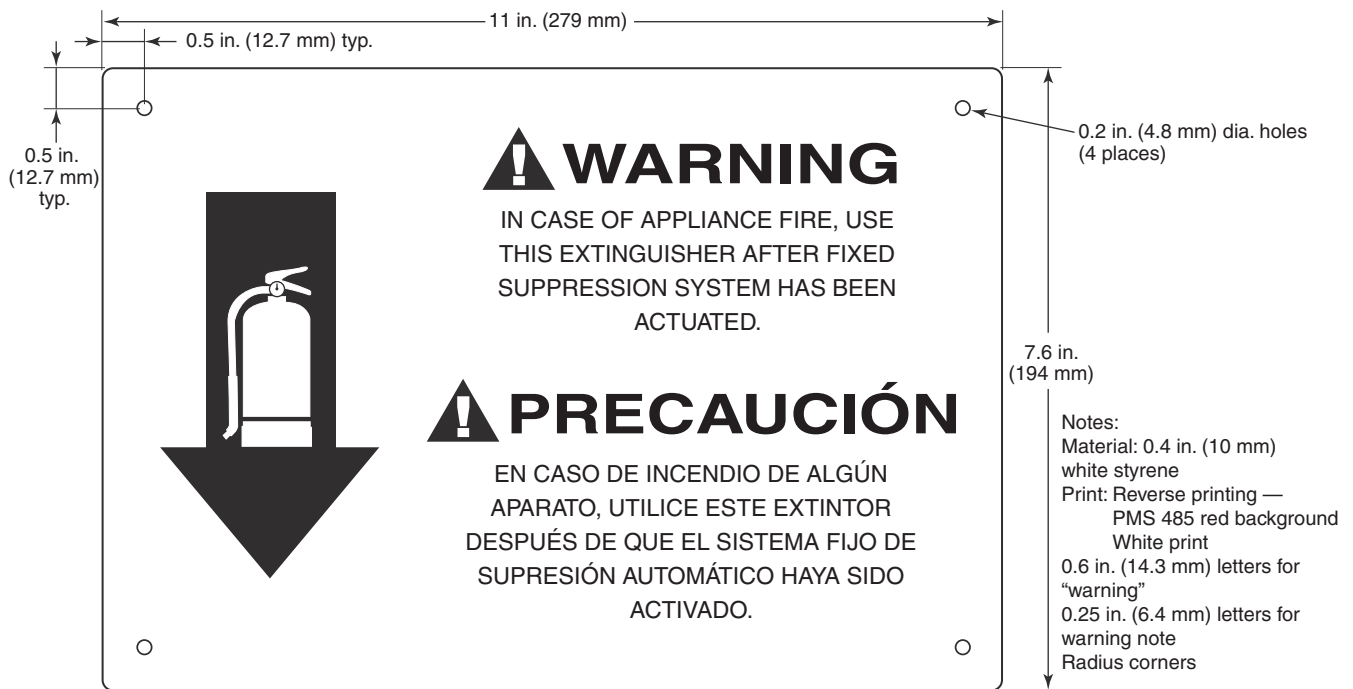 11 in. (279 mm)
0.5 in. (12.7 mm) typ.
0.5 in.
(12.7 mm)
typ.
0.2 in. (4.8 mm) dia. holes
(4 places)
! WARNING
IN CASE OF APPLIANCE FIRE, USE
THIS EXTINGUISHER AFTER FIXED
SUPPRESSION SYSTEM HAS BEEN
ACTUATED.
7.6 in.
(194 mm)
! PRECAUCIÓN
EN CASO DE INCENDIO DE ALGÚN
APARATO, UTILICE ESTE EXTINTOR
DESPUÉS DE QUE EL SISTEMA FIJO DE
SUPRESIÓN AUTOMÁTICO HAYA SIDO
ACTIVADO.
Notes:
Material: 0.4 in. (10 mm)
white styrene
Print: Reverse printing —
PMS 485 red background
White print
0.6 in. (14.3 mm) letters for
“warning”
0.25 in. (6.4 mm) letters for
warning note
Radius corners